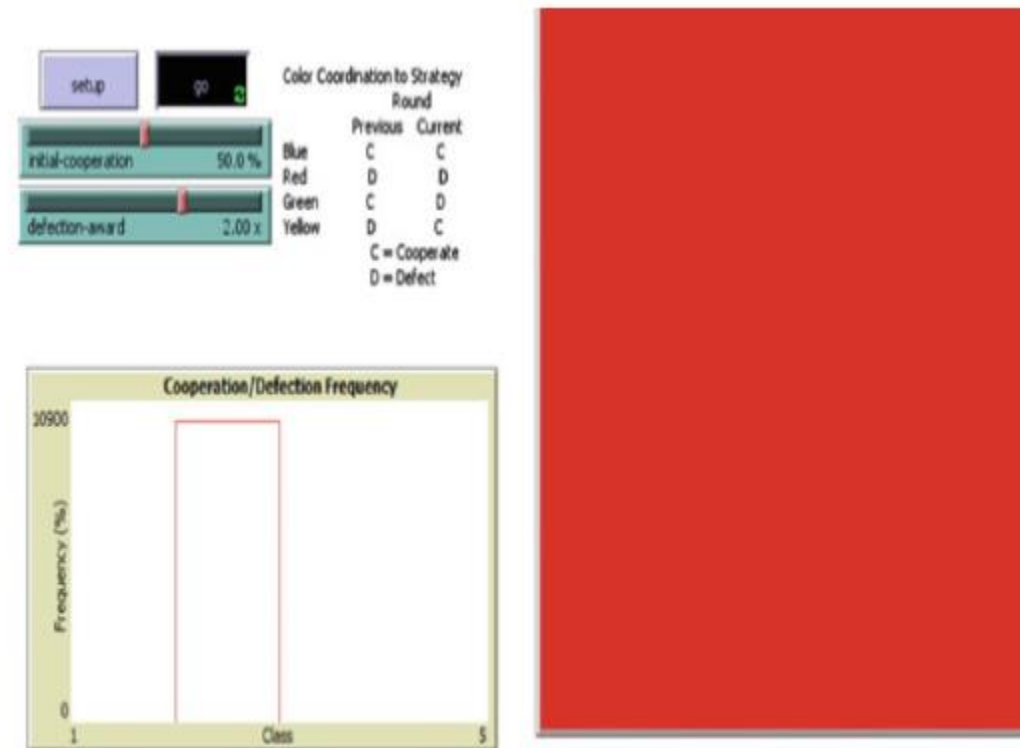 setup
go
Color Coordination to Strategy
Round
Previous Current
Blue C C
Red D D
Green C D
Yellow D C
C = Cooperate
D = Defect
initial-cooperation 50.0 %
defection-award 2.00 x
Cooperation/Defection Frequency
10900
Frequency (%)
0
1
Class
5